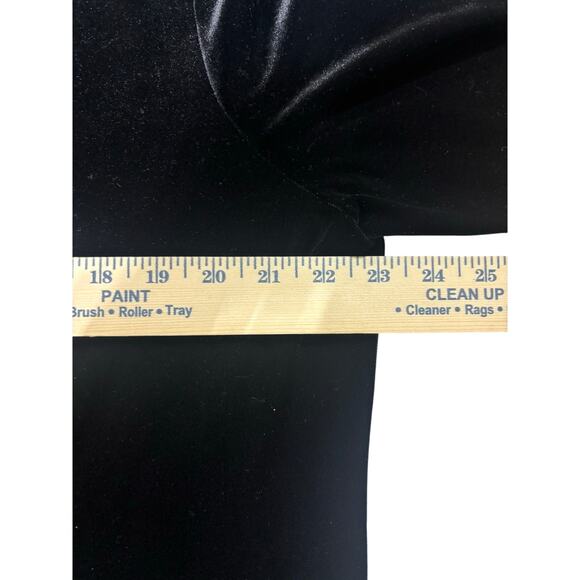 18 19 20 21 22 23 24 25
PAINT CLEAN UP
Brush • Roller • Tray • Cleaner • Rags •